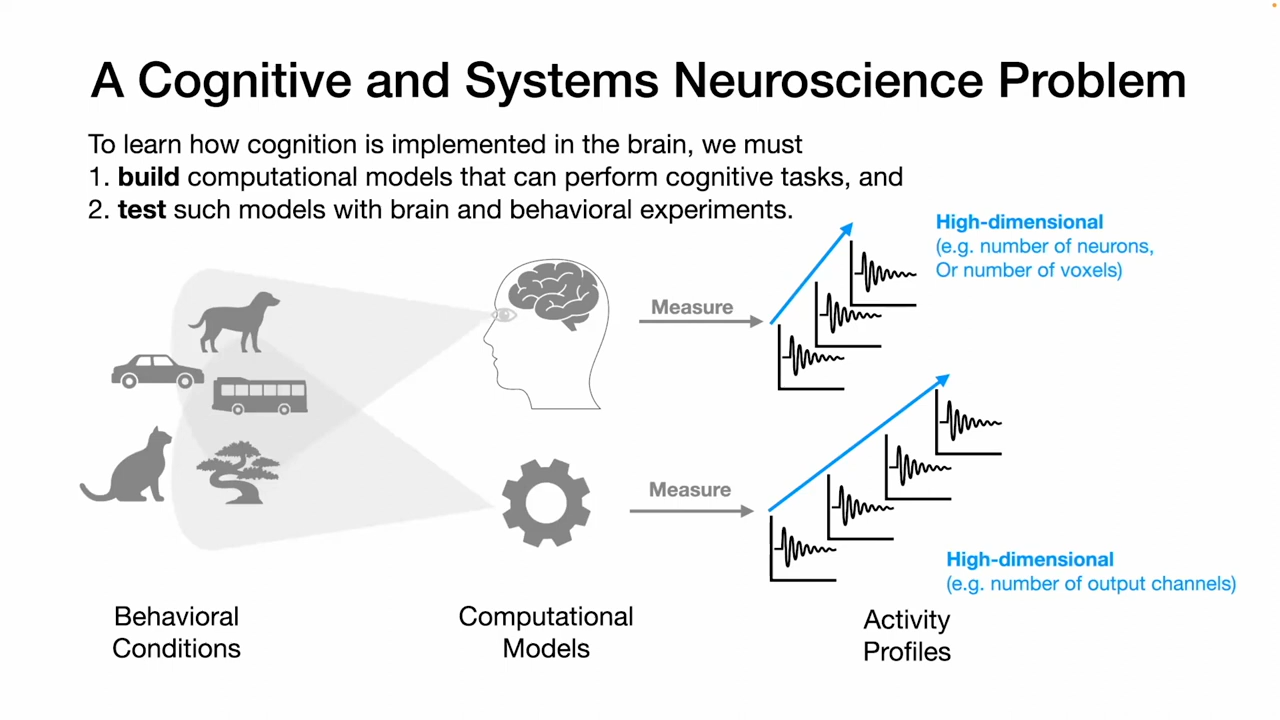 A Cognitive and Systems Neuroscience Problem
To learn how cognition is implemented in the brain, we must
1. build computational models that can perform cognitive tasks, and
2. test such models with brain and behavioral experiments.
High-dimensional
(e.g. number of neurons,
Or number of voxels)
Measure
Measure
High-dimensional
(e.g. number of output channels)
Behavioral
Conditions
Computational
Models
Activity
Profiles